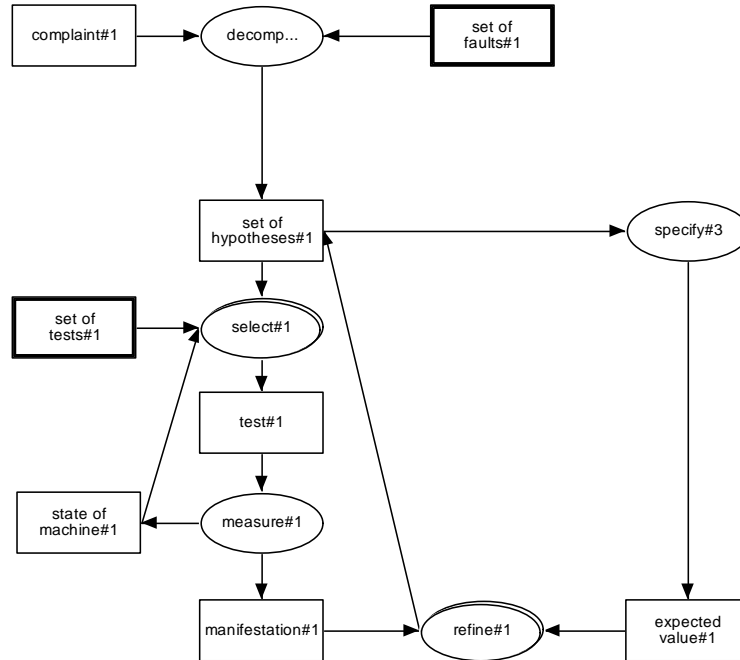 complaint#1
decomp...
set of
faults#1
set of
hypotheses#1
specify#3
set of
tests#1
select#1
test#1
state of
machine#1
measure#1
manifestation#1
refine#1
expected
value#1